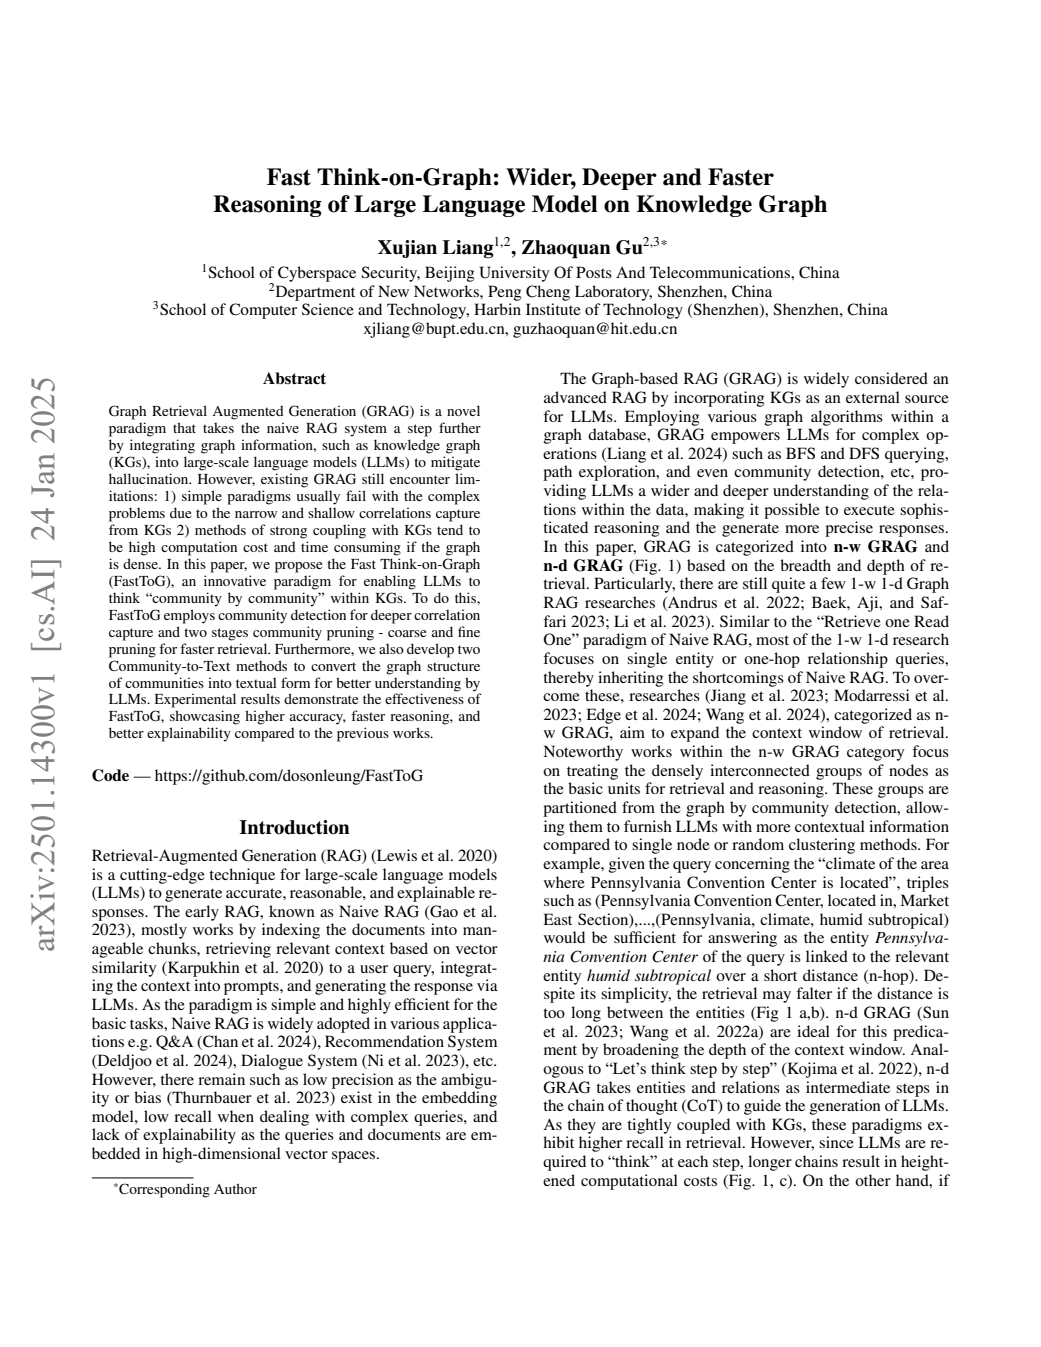 arXiv:2501.14300v1 [cs.AI] 24 Jan 2025
Fast Think-on-Graph: Wider, Deeper and Faster
Reasoning of Large Language Model on Knowledge Graph
Xujian Liang1,2, Zhaoquan Gu2,3*
1School of Cyberspace Security, Beijing University Of Posts And Telecommunications, China
2Department of New Networks, Peng Cheng Laboratory, Shenzhen, China
3School of Computer Science and Technology, Harbin Institute of Technology (Shenzhen), Shenzhen, China
xjliang@bupt.edu.cn, guzhaoquan@hit.edu.cn
Abstract
Graph Retrieval Augmented Generation (GRAG) is a novel
paradigm that takes the naive RAG system a step further
by integrating graph information, such as knowledge graph
(KGs), into large-scale language models (LLMs) to mitigate
hallucination. However, existing GRAG still encounter lim-
itations: 1) simple paradigms usually fail with the complex
problems due to the narrow and shallow correlations capture
from KGs 2) methods of strong coupling with KGs tend to
be high computation cost and time consuming if the graph
is dense. In this paper, we propose the Fast Think-on-Graph
(FastToG), an innovative paradigm for enabling LLMs to
think “community by community” within KGs. To do this,
FastToG employs community detection for deeper correlation
capture and two stages community pruning - coarse and fine
pruning for faster retrieval. Furthermore, we also develop two
Community-to-Text methods to convert the graph structure
of communities into textual form for better understanding by
LLMs. Experimental results demonstrate the effectiveness of
FastToG, showcasing higher accuracy, faster reasoning, and
better explainability compared to the previous works.
Code — https://github.com/dosonleung/FastToG
Introduction
Retrieval-Augmented Generation (RAG) (Lewis et al. 2020)
is a cutting-edge technique for large-scale language models
(LLMs) to generate accurate, reasonable, and explainable re-
sponses. The early RAG, known as Naive RAG (Gao et al.
2023), mostly works by indexing the documents into man-
ageable chunks, retrieving relevant context based on vector
similarity (Karpukhin et al. 2020) to a user query, integrat-
ing the context into prompts, and generating the response via
LLMs. As the paradigm is simple and highly efficient for the
basic tasks, Naive RAG is widely adopted in various applica-
tions e.g. Q&A (Chan et al. 2024), Recommendation System
(Deldjoo et al. 2024), Dialogue System (Ni et al. 2023), etc.
However, there remain such as low precision as the ambigu-
ity or bias (Thurnbauer et al. 2023) exist in the embedding
model, low recall when dealing with complex queries, and
lack of explainability as the queries and documents are em-
bedded in high-dimensional vector spaces.
*Corresponding Author
The Graph-based RAG (GRAG) is widely considered an
advanced RAG by incorporating KGs as an external source
for LLMs. Employing various graph algorithms within a
graph database, GRAG empowers LLMs for complex op-
erations (Liang et al. 2024) such as BFS and DFS querying,
path exploration, and even community detection, etc, pro-
viding LLMs a wider and deeper understanding of the rela-
tions within the data, making it possible to execute sophis-
ticated reasoning and the generate more precise responses.
In this paper, GRAG is categorized into n-w GRAG and
n-d GRAG (Fig. 1) based on the breadth and depth of re-
trieval. Particularly, there are still quite a few 1-w 1-d Graph
RAG researches (Andrus et al. 2022; Baek, Aji, and Saf-
fari 2023; Li et al. 2023). Similar to the “Retrieve one Read
One” paradigm of Naive RAG, most of the 1-w 1-d research
focuses on single entity or one-hop relationship queries,
thereby inheriting the shortcomings of Naive RAG. To over-
come these, researches (Jiang et al. 2023; Modarressi et al.
2023; Edge et al. 2024; Wang et al. 2024), categorized as n-
w GRAG, aim to expand the context window of retrieval.
Noteworthy works within the n-w GRAG category focus
on treating the densely interconnected groups of nodes as
the basic units for retrieval and reasoning. These groups are
partitioned from the graph by community detection, allow-
ing them to furnish LLMs with more contextual information
compared to single node or random clustering methods. For
example, given the query concerning the “climate of the area
where Pennsylvania Convention Center is located”, triples
such as (Pennsylvania Convention Center, located in, Market
East Section),...,(Pennsylvania, climate, humid subtropical)
would be sufficient for answering as the entity Pennsylva-
nia Convention Center of the query is linked to the relevant
entity humid subtropical over a short distance (n-hop). De-
spite its simplicity, the retrieval may falter if the distance is
too long between the entities (Fig 1 a,b). n-d GRAG (Sun
et al. 2023; Wang et al. 2022a) are ideal for this predica-
ment by broadening the depth of the context window. Anal-
ogous to “Let’s think step by step” (Kojima et al. 2022), n-d
GRAG takes entities and relations as intermediate steps in
the chain of thought (CoT) to guide the generation of LLMs.
As they are tightly coupled with KGs, these paradigms ex-
hibit higher recall in retrieval. However, since LLMs are re-
quired to “think” at each step, longer chains result in height-
ened computational costs (Fig. 1, c). On the other hand, if